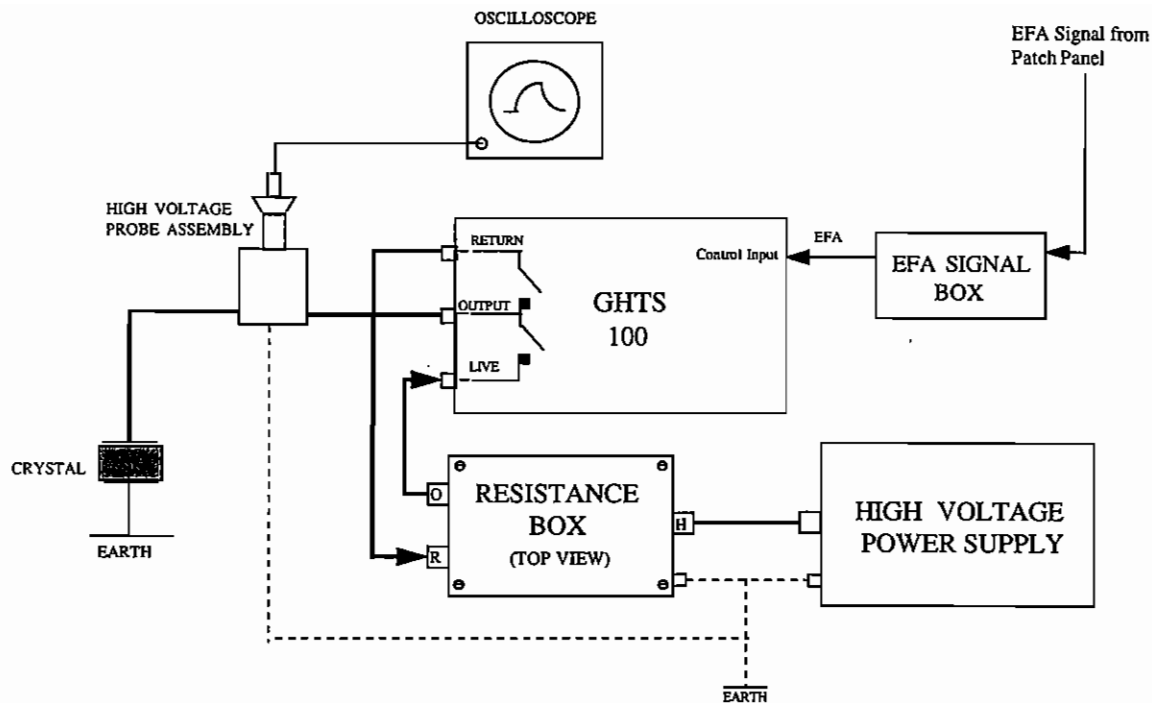 OSCILLOSCOPE
EFA Signal from
Patch Panel
HIGH VOLTAGE
PROBE ASSEMBLY
RETURN
Control Input
EFA
EFA SIGNAL
BOX
OUTPUT
GHTS
100
LIVE
CRYSTAL
EARTH
O
R
RESISTANCE
BOX
(TOP VIEW)
H
HIGH VOLTAGE
POWER SUPPLY
EARTH